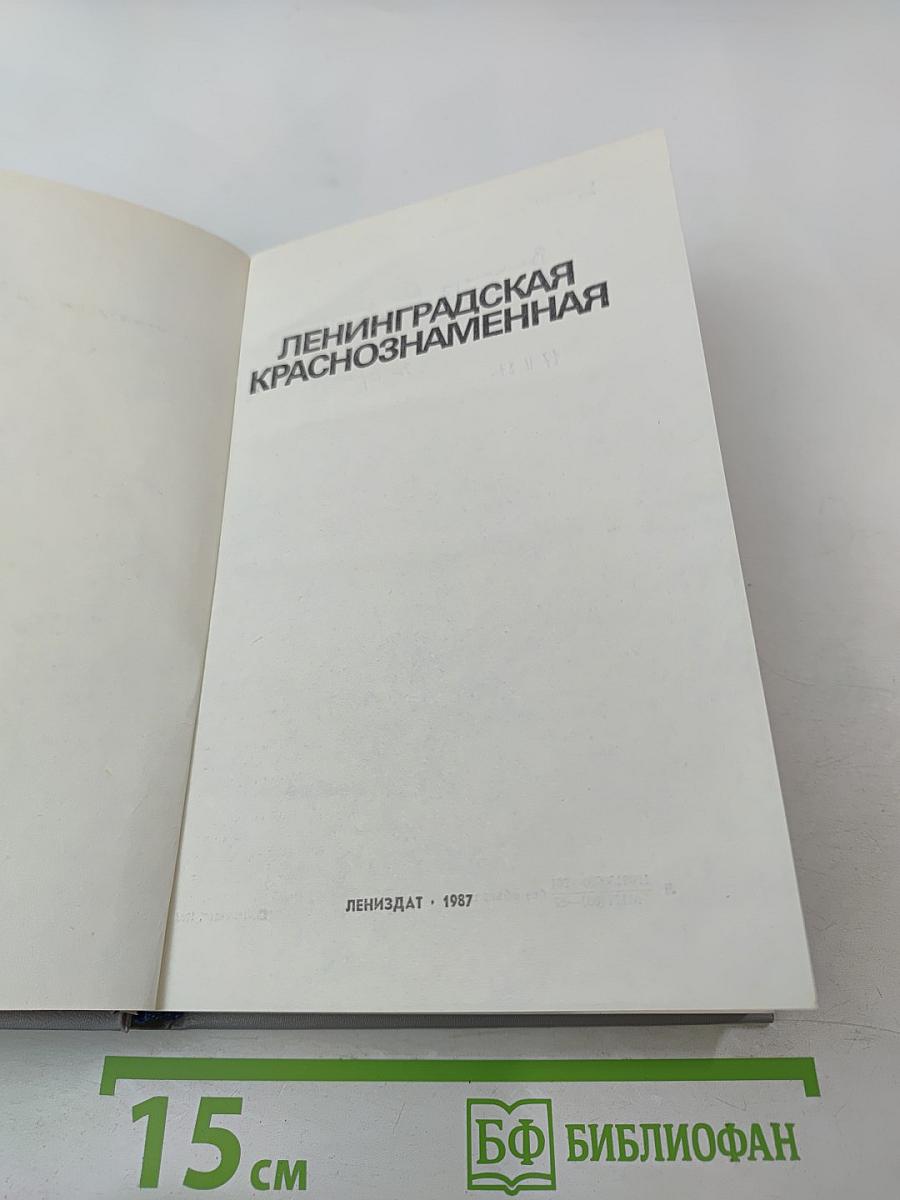 ЛЕНИНГРАДСКАЯ
КРАСНОЗНАМЕННАЯ
ЛЕНИЗДАТ · 1987
15 см
БФ БИБЛИОФАН